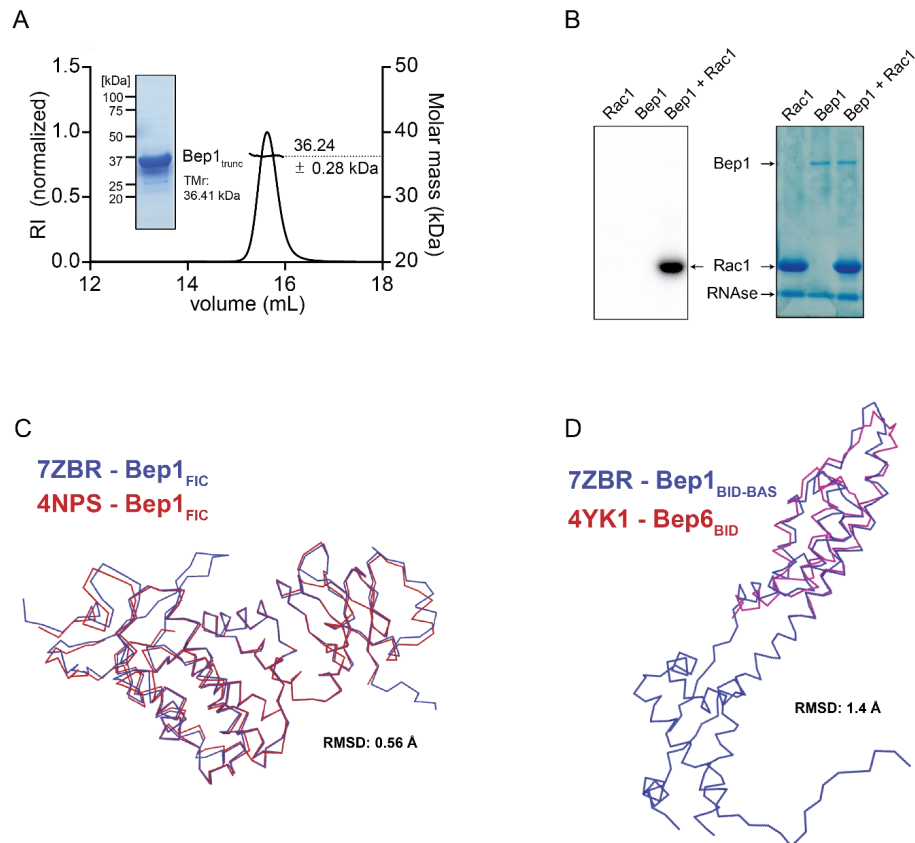 A
RI (normalized)
1.5
1.0
0.5
0.0
12
14
16
18
volume (mL)
50
40
30
20
Molar mass (kDa)
[kDa]
100
75
50
37
25
20
Bep1trunc
TMr:
36.41 kDa
36.24
± 0.28 kDa
B
Rac1
Bep1
Bep1 + Rac1
Rac1
Bep1
Bep1 + Rac1
Bep1
Rac1
RNAse
C
7ZBR - Bep1FIC
4NPS - Bep1FIC
RMSD: 0.56 Å
D
7ZBR - Bep1BID-BAS
4YK1 - Bep6BID
RMSD: 1.4 Å